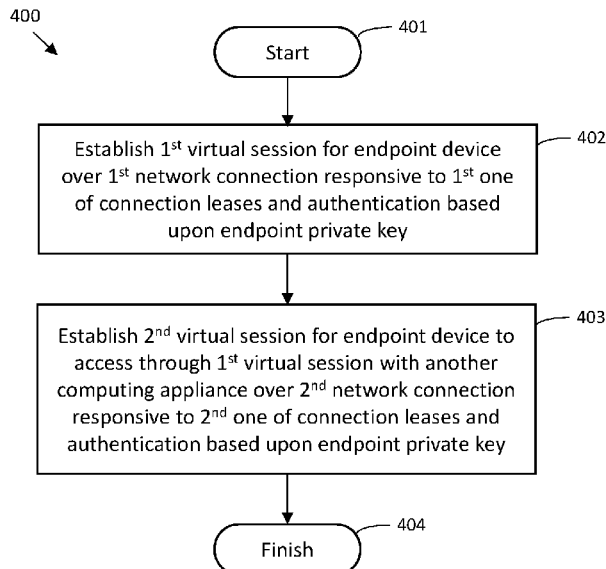 400
Start
401
Establish 1st virtual session for endpoint device
over 1st network connection responsive to 1st one
of connection leases and authentication based
upon endpoint private key
402
Establish 2nd virtual session for endpoint device to
access through 1st virtual session with another
computing appliance over 2nd network connection
responsive to 2nd one of connection leases and
authentication based upon endpoint private key
403
Finish
404